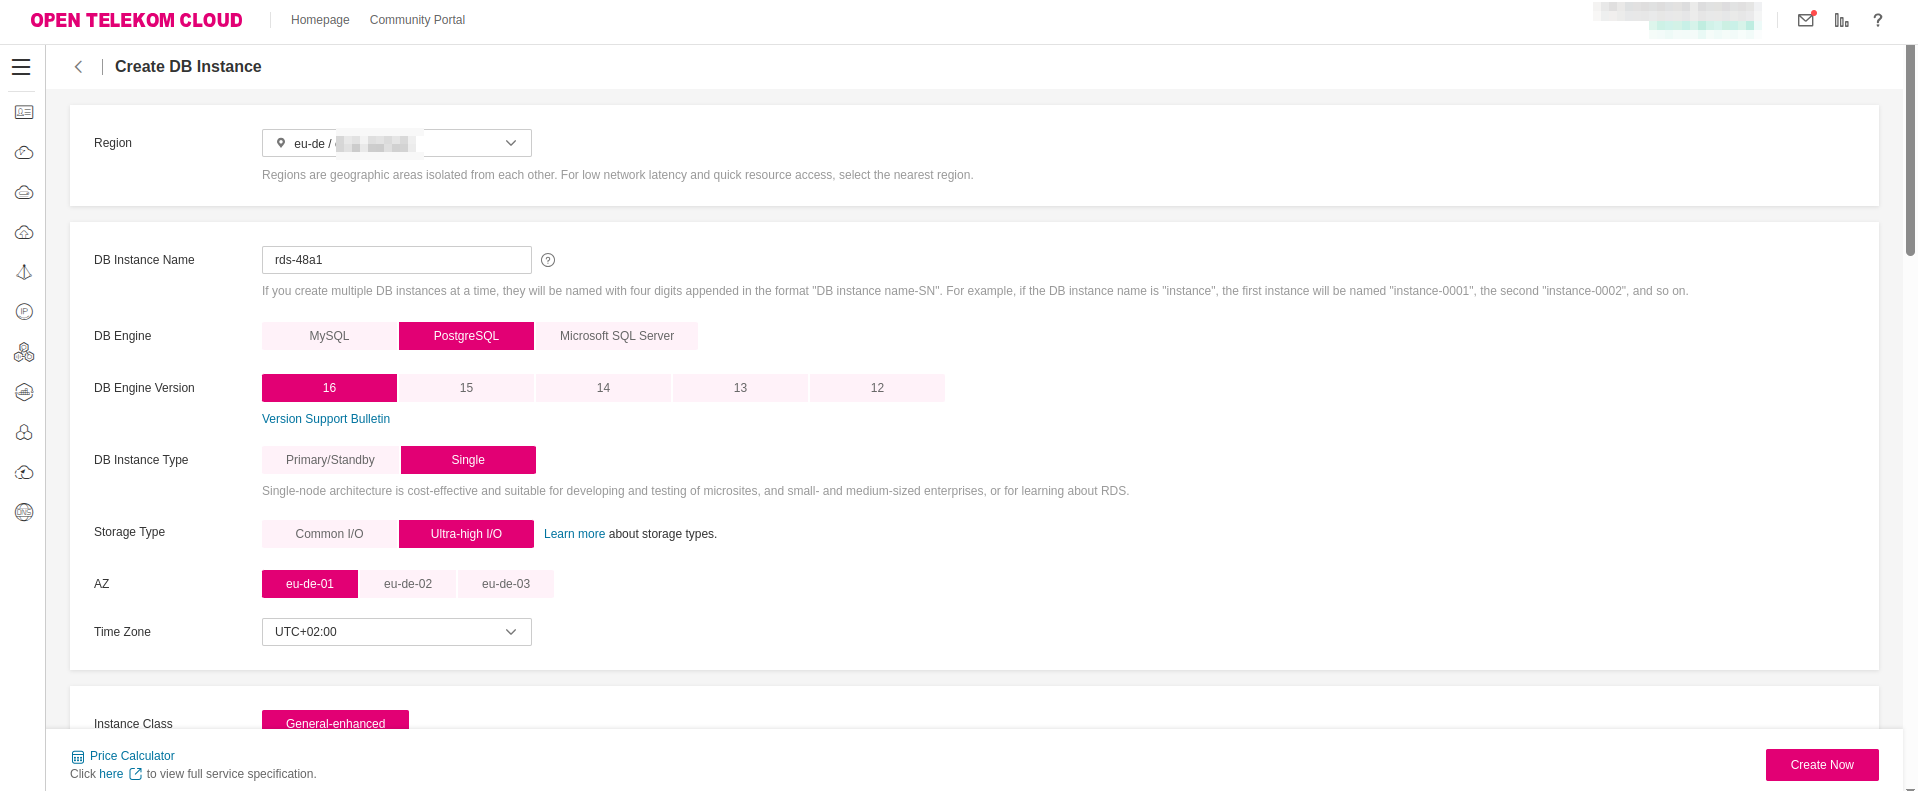 OPEN TELEKOM CLOUD Homepage Community Portal
Create DB Instance
Region eu-de /
Regions are geographic areas isolated from each other. For low network latency and quick resource access, select the nearest region.
DB Instance Name rds-48a1 ?
If you create multiple DB instances at a time, they will be named with four digits appended in the format "DB instance name-SN". For example, if the DB instance name is "instance", the first instance will be named "instance-0001", the second "instance-0002", and so on.
DB Engine MySQL PostgreSQL Microsoft SQL Server
DB Engine Version 16 15 14 13 12
Version Support Bulletin
DB Instance Type Primary/Standby Single
Single-node architecture is cost-effective and suitable for developing and testing of microsites, and small- and medium-sized enterprises, or for learning about RDS.
Storage Type Common I/O Ultra-high I/O Learn more about storage types.
AZ eu-de-01 eu-de-02 eu-de-03
Time Zone UTC+02:00
Instance Class General-enhanced
Price Calculator
Click here to view full service specification.
Create Now
IP
DNS